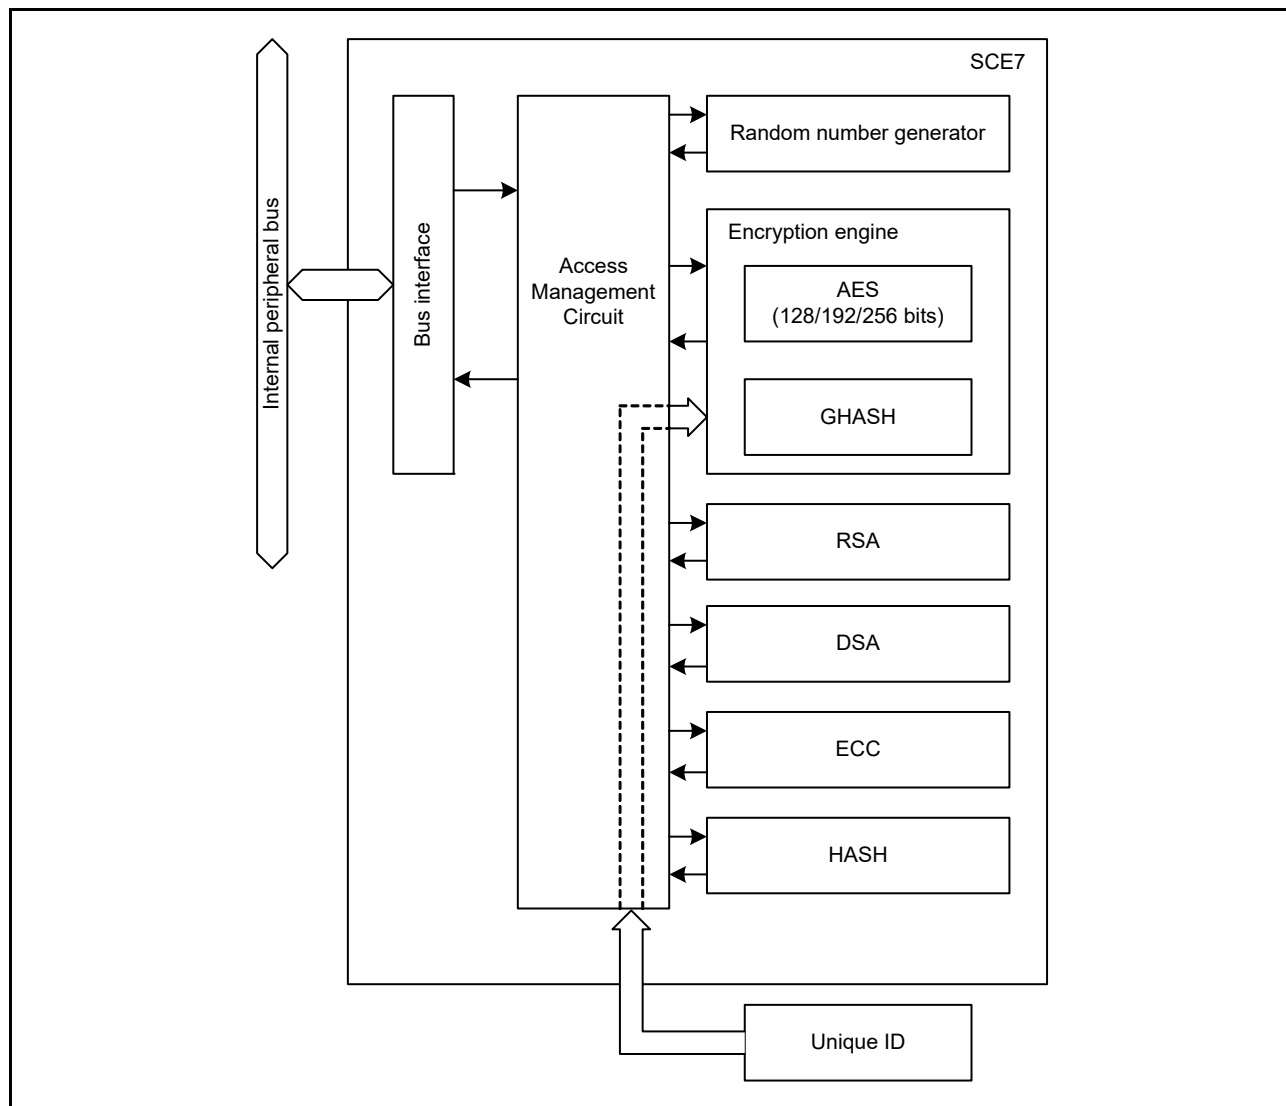 SCE7
Internal peripheral bus
Bus interface
Access
Management
Circuit
Random number generator
Encryption engine
AES
(128/192/256 bits)
GHASH
RSA
DSA
ECC
HASH
Unique ID